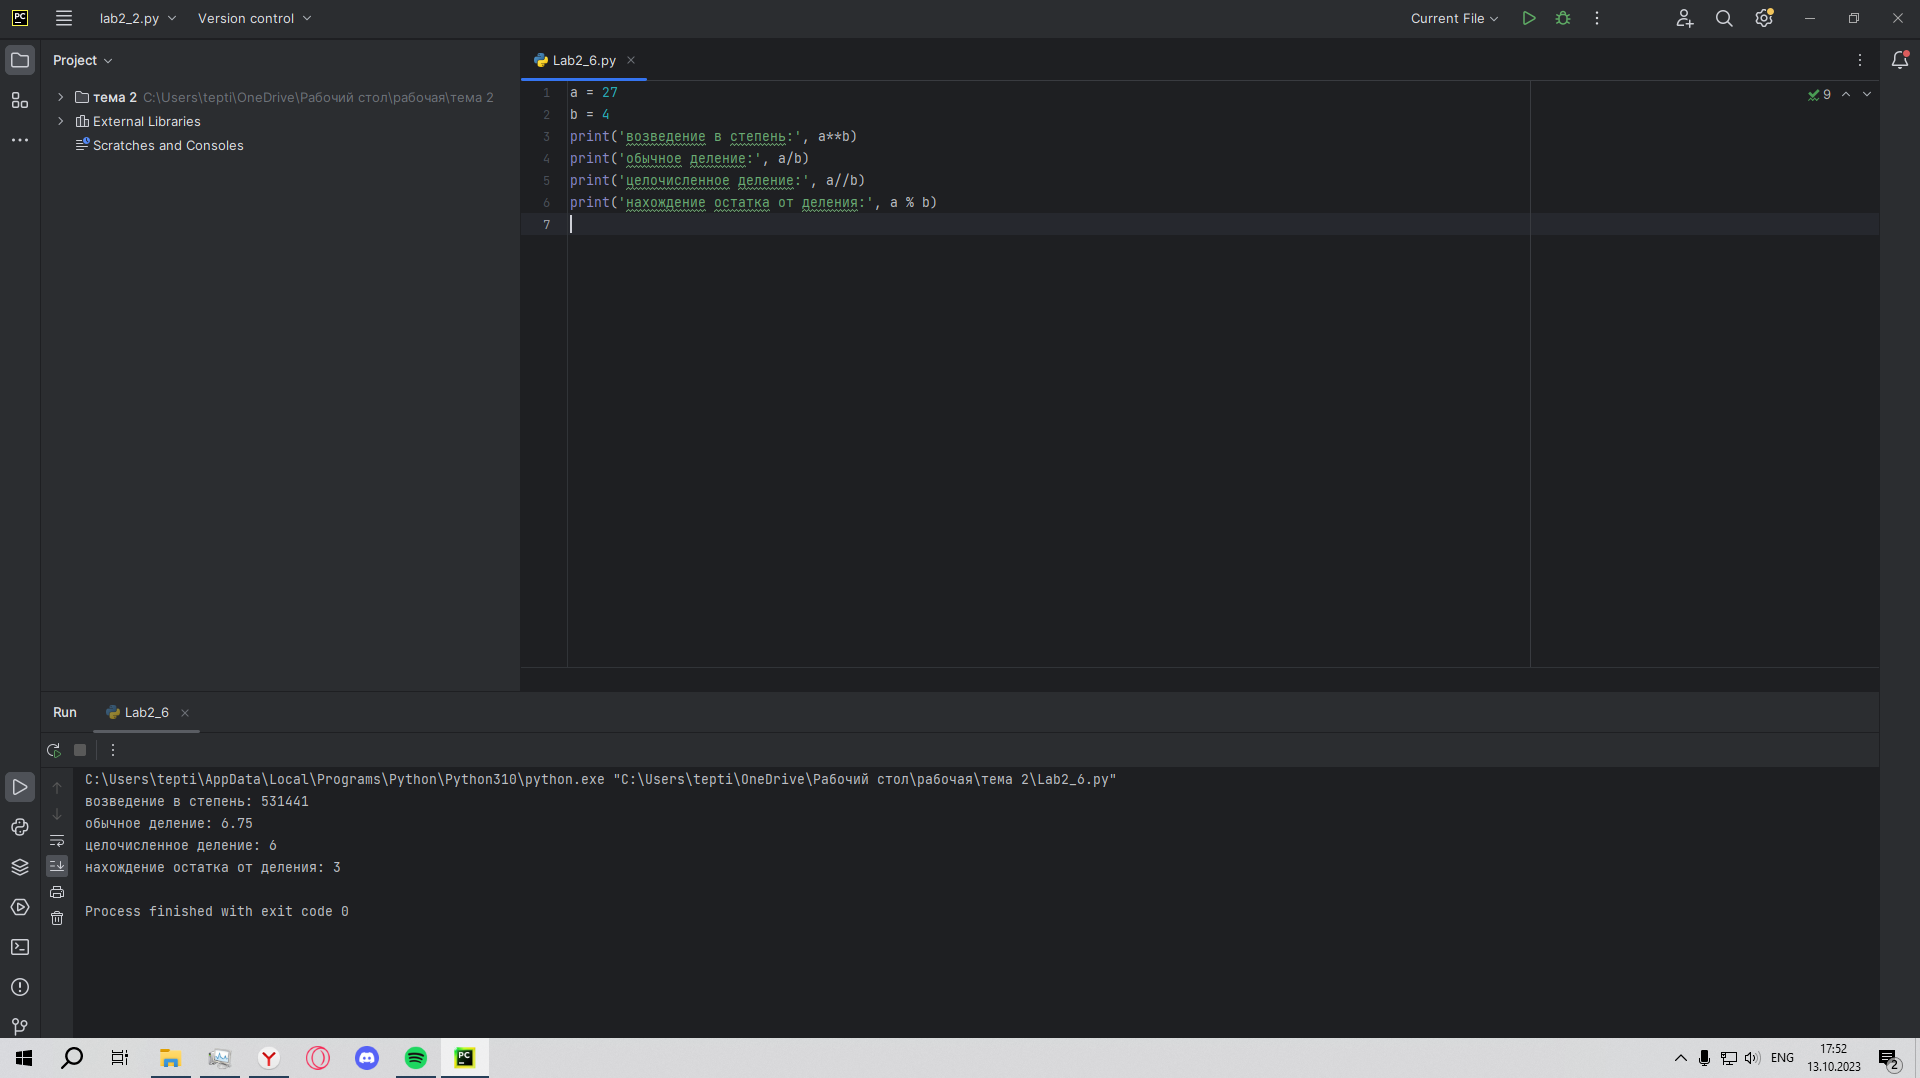 PC
lab2_2.py
Version control
Current File
Project
Lab2_6.py
тема 2 C:\Users\tepti\OneDrive\Рабочий стол\рабочая\тема 2
External Libraries
Scratches and Consoles
9
1 a = 27
2 b = 4
3 print('возведение в степень:', a**b)
4 print('обычное деление:', a/b)
5 print('целочисленное деление:', a//b)
6 print('нахождение остатка от деления:', a % b)
7
Run
Lab2_6
C:\Users\tepti\AppData\Local\Programs\Python\Python310\python.exe "C:\Users\tepti\OneDrive\Рабочий стол\рабочая\тема 2\Lab2_6.py"
возведение в степень: 531441
обычное деление: 6.75
целочисленное деление: 6
нахождение остатка от деления: 3
Process finished with exit code 0
Y
PC
ENG
17:52
13.10.2023
2